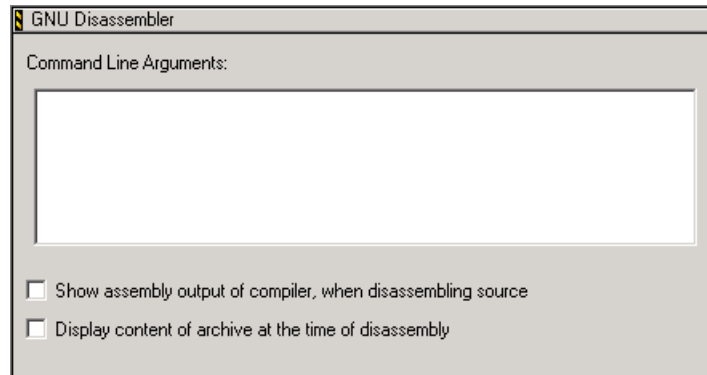 GNU Disassembler
Command Line Arguments:
Show assembly output of compiler, when disassembling source
Display content of archive at the time of disassembly